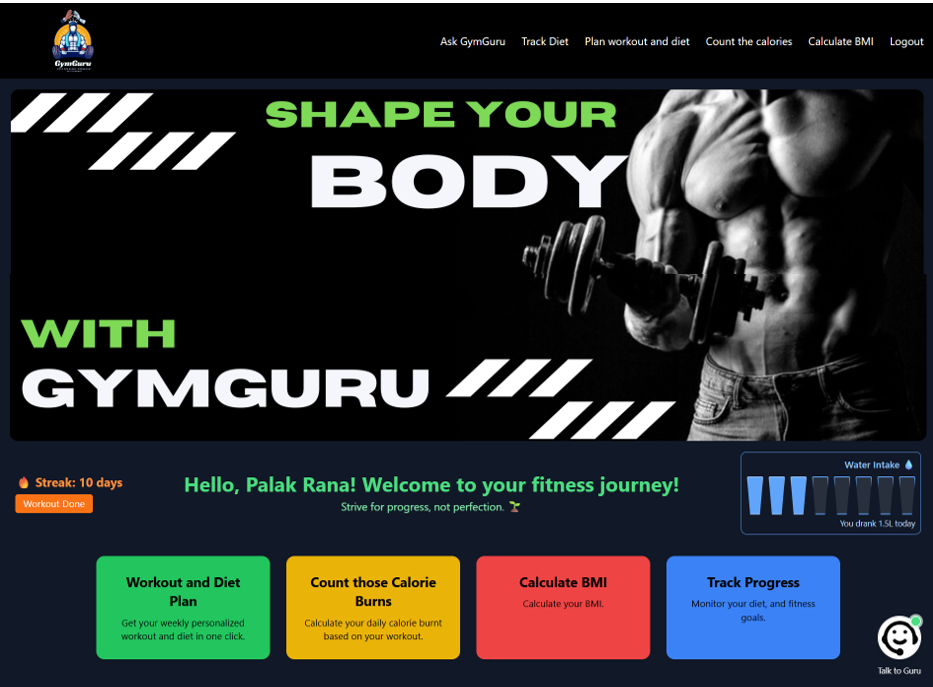 GymGuru
Ask GymGuru
Track Diet
Plan workout and diet
Count the calories
Calculate BMI
Logout
SHAPE YOUR
BODY
WITH
GYMGURU
🔥 Streak: 10 days
Workout Done
Hello, Palak Rana! Welcome to your fitness journey!
Strive for progress, not perfection. 🌱
Water Intake 💧
You drank 1.5L today
Workout and Diet
Plan
Get your weekly personalized
workout and diet in one click.
Count those Calorie
Burns
Calculate your daily calorie burnt
based on your workout.
Calculate BMI
Calculate your BMI.
Track Progress
Monitor your diet, and fitness
goals.
Talk to Guru